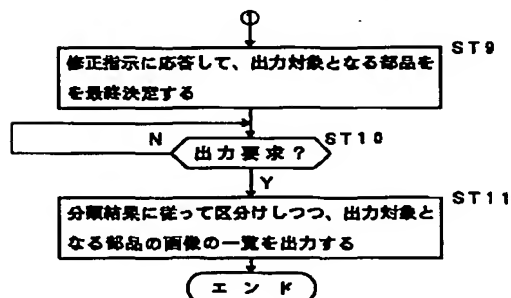 ①
ST9
修正指示に応答して、出力対象となる部品を
を最終決定する
N
ST10
出力要求？
Y
ST11
分類結果に従って区分けしつつ、出力対象と
なる部品の画像の一覧を出力する
エンド